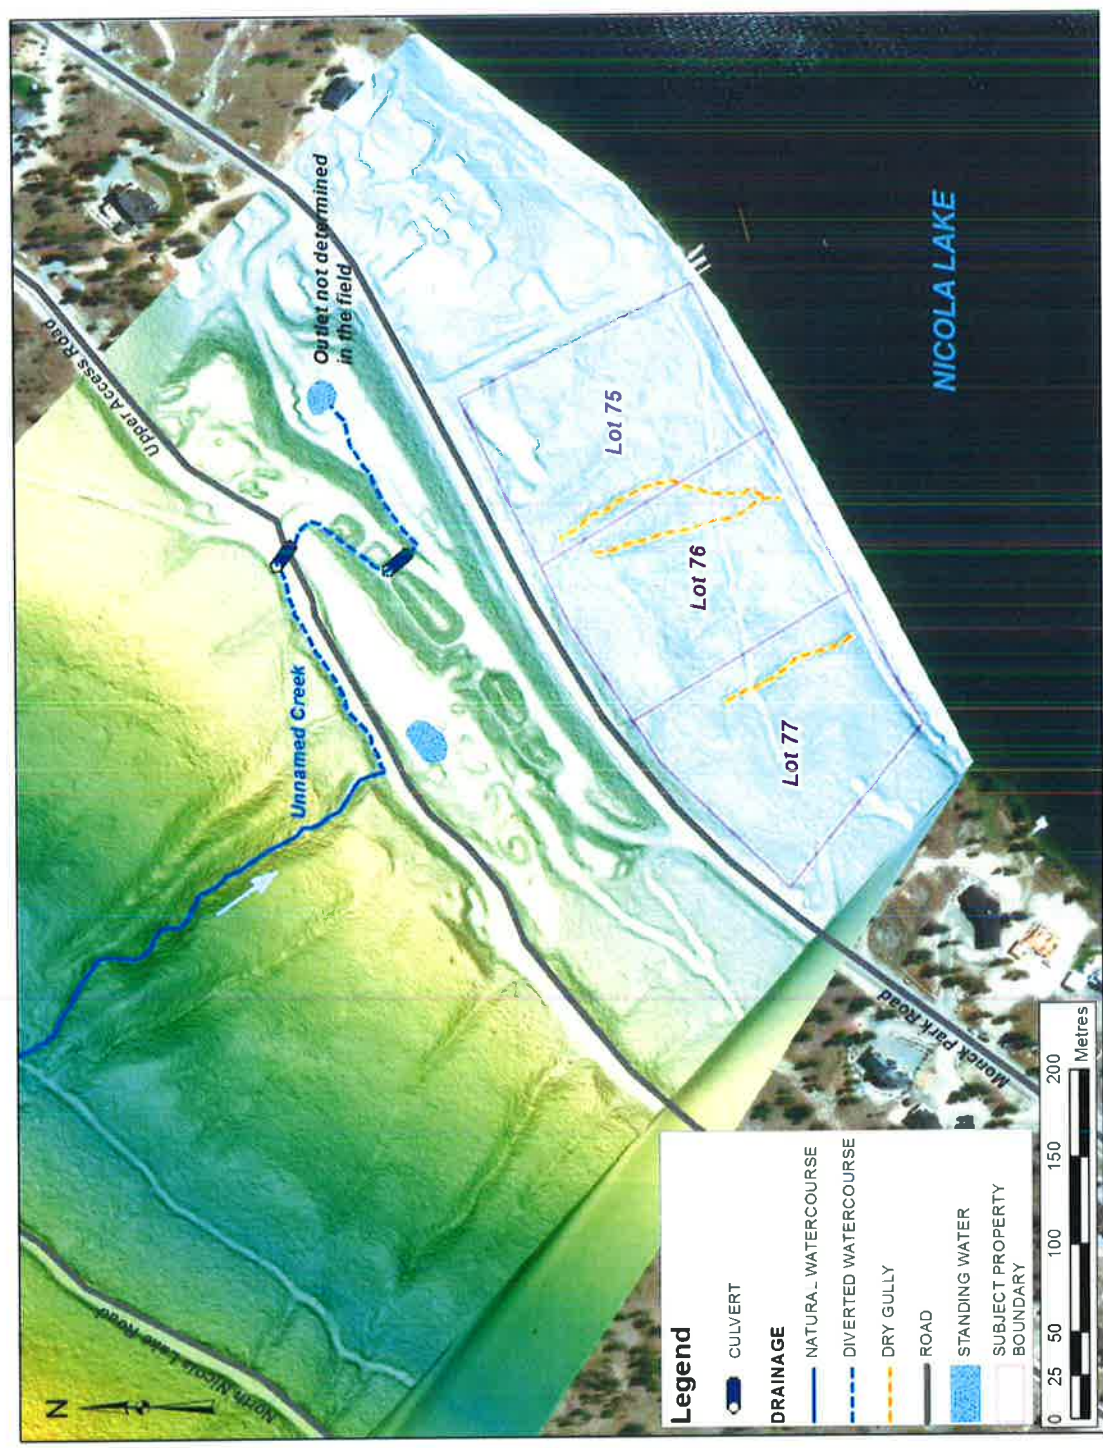 N
North Nicola Lake Road
Unnamed Creek
Upper Access Road
Outlet not determined
in the field
Lot 75
Lot 76
Lot 77
NICOLA LAKE
Monck Park Road
Legend
CULVERT
DRAINAGE
NATURAL WATERCOURSE
DIVERTED WATERCOURSE
DRY GULLY
ROAD
STANDING WATER
SUBJECT PROPERTY
BOUNDARY
0 25 50 100 150 200
Metres